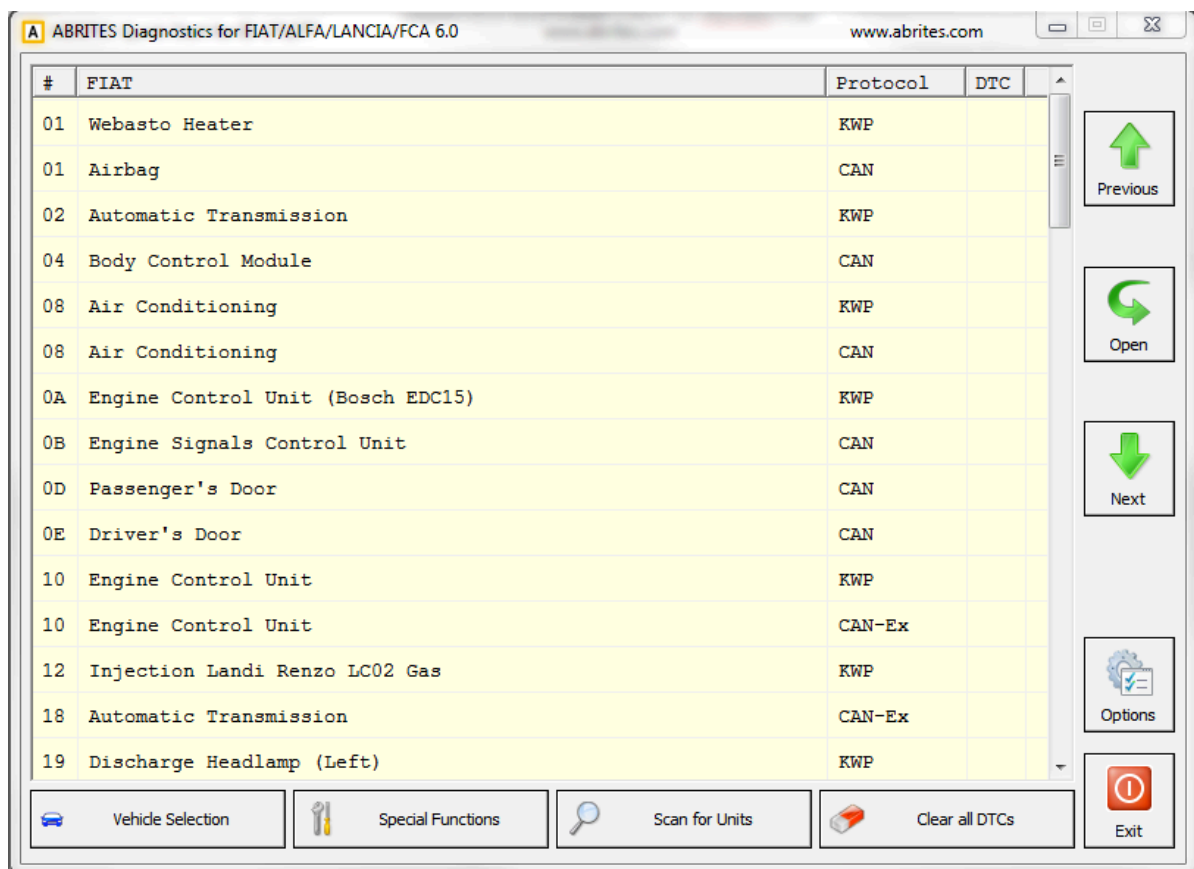 A ABRITES Diagnostics for FIAT/ALFA/LANCIA/FCA 6.0 www.abrites.com
# FIAT Protocol DTC
01 Webasto Heater KWP
01 Airbag CAN
02 Automatic Transmission KWP
04 Body Control Module CAN
08 Air Conditioning KWP
08 Air Conditioning CAN
0A Engine Control Unit (Bosch EDC15) KWP
0B Engine Signals Control Unit CAN
0D Passenger's Door CAN
0E Driver's Door CAN
10 Engine Control Unit KWP
10 Engine Control Unit CAN-Ex
12 Injection Landi Renzo LC02 Gas KWP
18 Automatic Transmission CAN-Ex
19 Discharge Headlamp (Left) KWP
Previous
Open
Next
Options
Exit
Vehicle Selection Special Functions Scan for Units Clear all DTCs